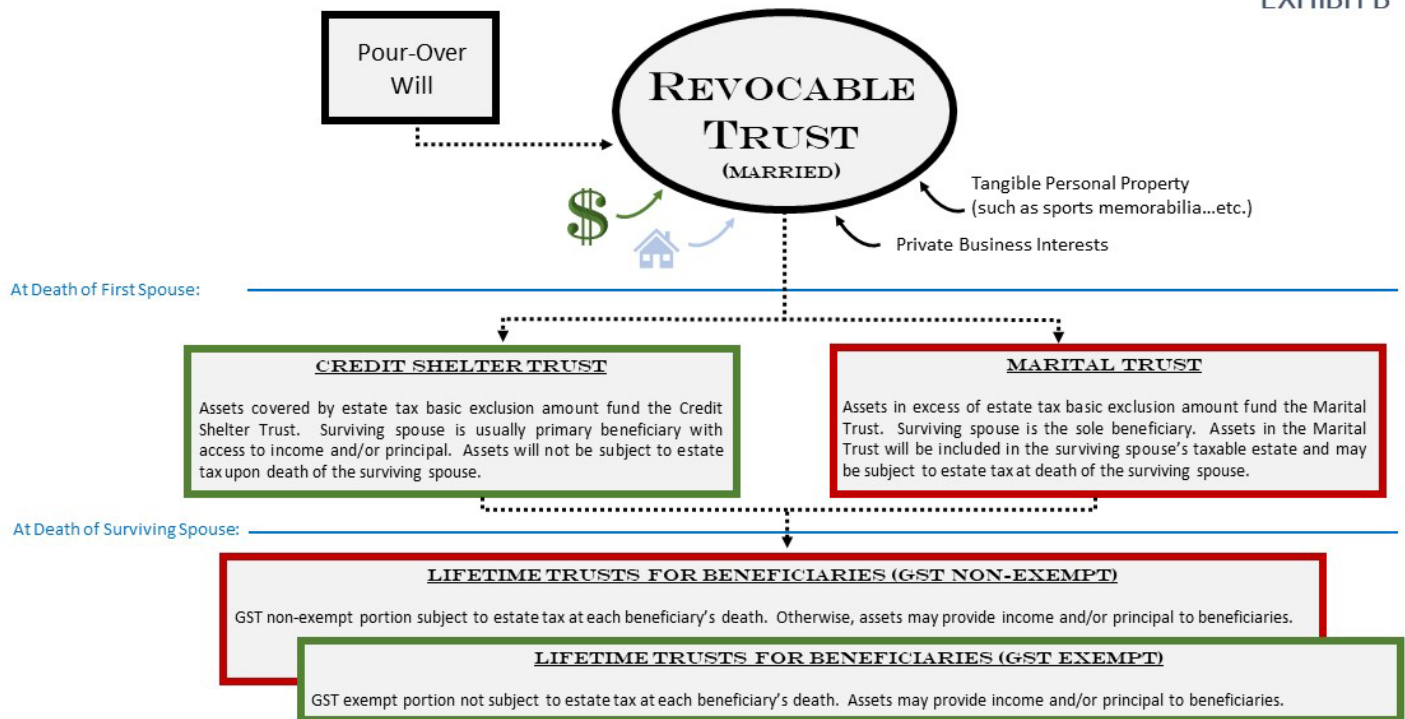 EXHIBIT B
Pour-Over
Will
REVOCABLE
TRUST
(MARRIED)
$
Tangible Personal Property
(such as sports memorabilia...etc.)
Private Business Interests
At Death of First Spouse:
CREDIT SHELTER TRUST
Assets covered by estate tax basic exclusion amount fund the Credit
Shelter Trust. Surviving spouse is usually primary beneficiary with
access to income and/or principal. Assets will not be subject to estate
tax upon death of the surviving spouse.
MARITAL TRUST
Assets in excess of estate tax basic exclusion amount fund the Marital
Trust. Surviving spouse is the sole beneficiary. Assets in the Marital
Trust will be included in the surviving spouse's taxable estate and may
be subject to estate tax at death of the surviving spouse.
At Death of Surviving Spouse:
LIFETIME TRUSTS FOR BENEFICIARIES (GST NON-EXEMPT)
GST non-exempt portion subject to estate tax at each beneficiary's death. Otherwise, assets may provide income and/or principal to beneficiaries.
LIFETIME TRUSTS FOR BENEFICIARIES (GST EXEMPT)
GST exempt portion not subject to estate tax at each beneficiary's death. Assets may provide income and/or principal to beneficiaries.